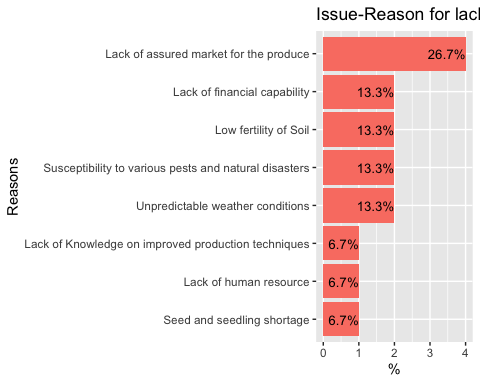 Issue-Reason for lack
Reasons
Lack of assured market for the produce 26.7%
Lack of financial capability 13.3%
Low fertility of Soil 13.3%
Susceptibility to various pests and natural disasters 13.3%
Unpredictable weather conditions 13.3%
Lack of Knowledge on improved production techniques 6.7%
Lack of human resource 6.7%
Seed and seedling shortage 6.7%
0 1 2 3 4
%